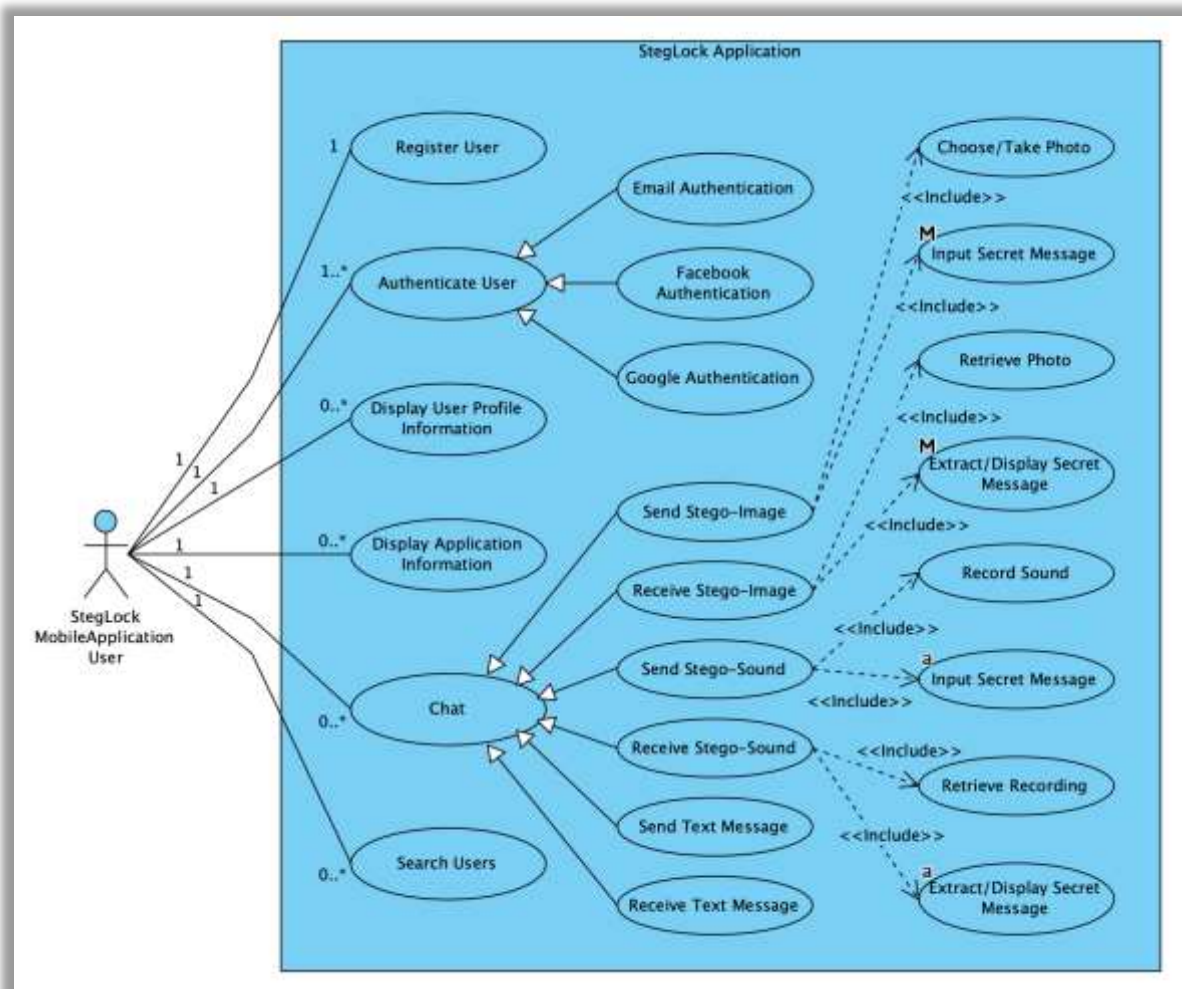 StegLock Application
Register User
1
Email Authentication
Choose/Take Photo
<<Include>>
M
Input Secret Message
1..*
Authenticate User
Facebook
Authentication
<<Include>>
Retrieve Photo
Google Authentication
0..*
Display User Profile
Information
<<Include>>
M
Extract/Display Secret
Message
1
1
1
Send Stego-Image
<<Include>>
0..*
Display Application
Information
1
1
1
Receive Stego-Image
Record Sound
StegLock
MobileApplication
User
<<Include>>
Send Stego-Sound
a
Input Secret Message
<<Include>>
Chat
0..*
Receive Stego-Sound
<<Include>>
Retrieve Recording
Send Text Message
<<Include>>
Search Users
0..*
a
Extract/Display Secret
Message
Receive Text Message